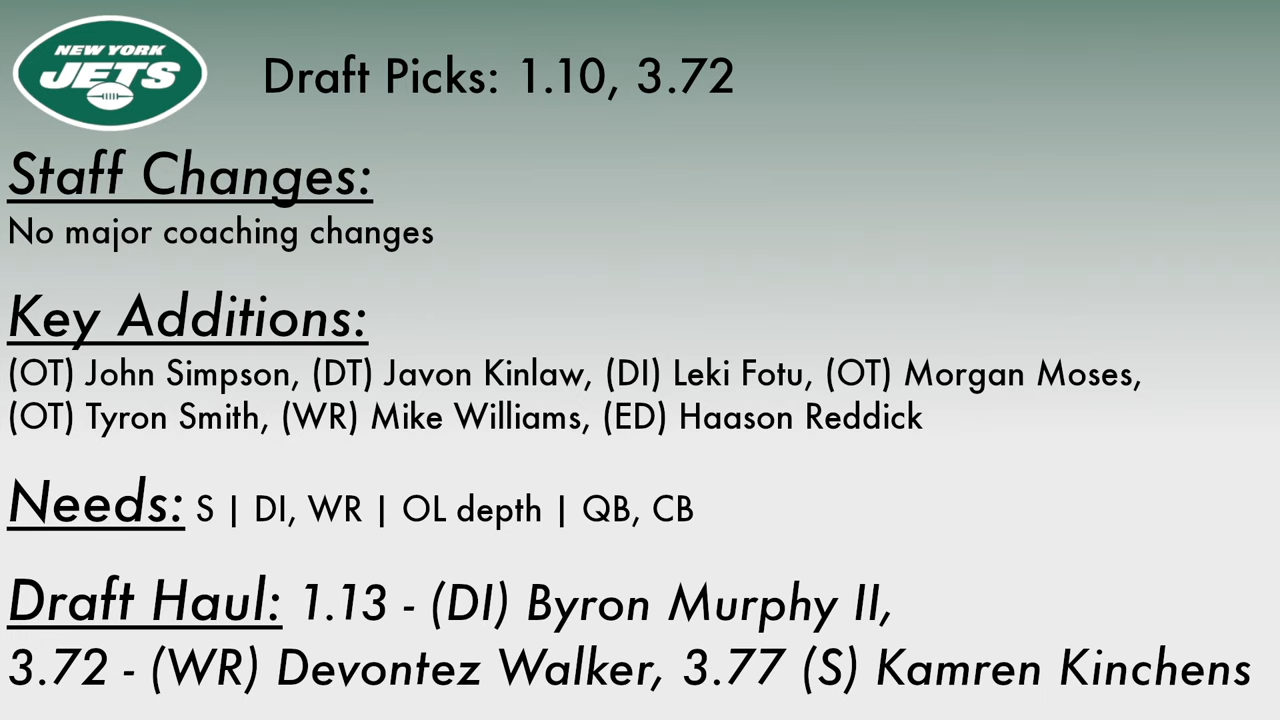 NEW YORK
JETS
Draft Picks: 1.10, 3.72
Staff Changes:
No major coaching changes
Key Additions:
(OT) John Simpson, (DT) Javon Kinlaw, (DI) Leki Fotu, (OT) Morgan Moses,
(OT) Tyron Smith, (WR) Mike Williams, (ED) Haason Reddick
Needs: S | DI, WR | OL depth | QB, CB
Draft Haul: 1.13 - (DI) Byron Murphy II,
3.72 - (WR) Devontez Walker, 3.77 (S) Kamren Kinchens